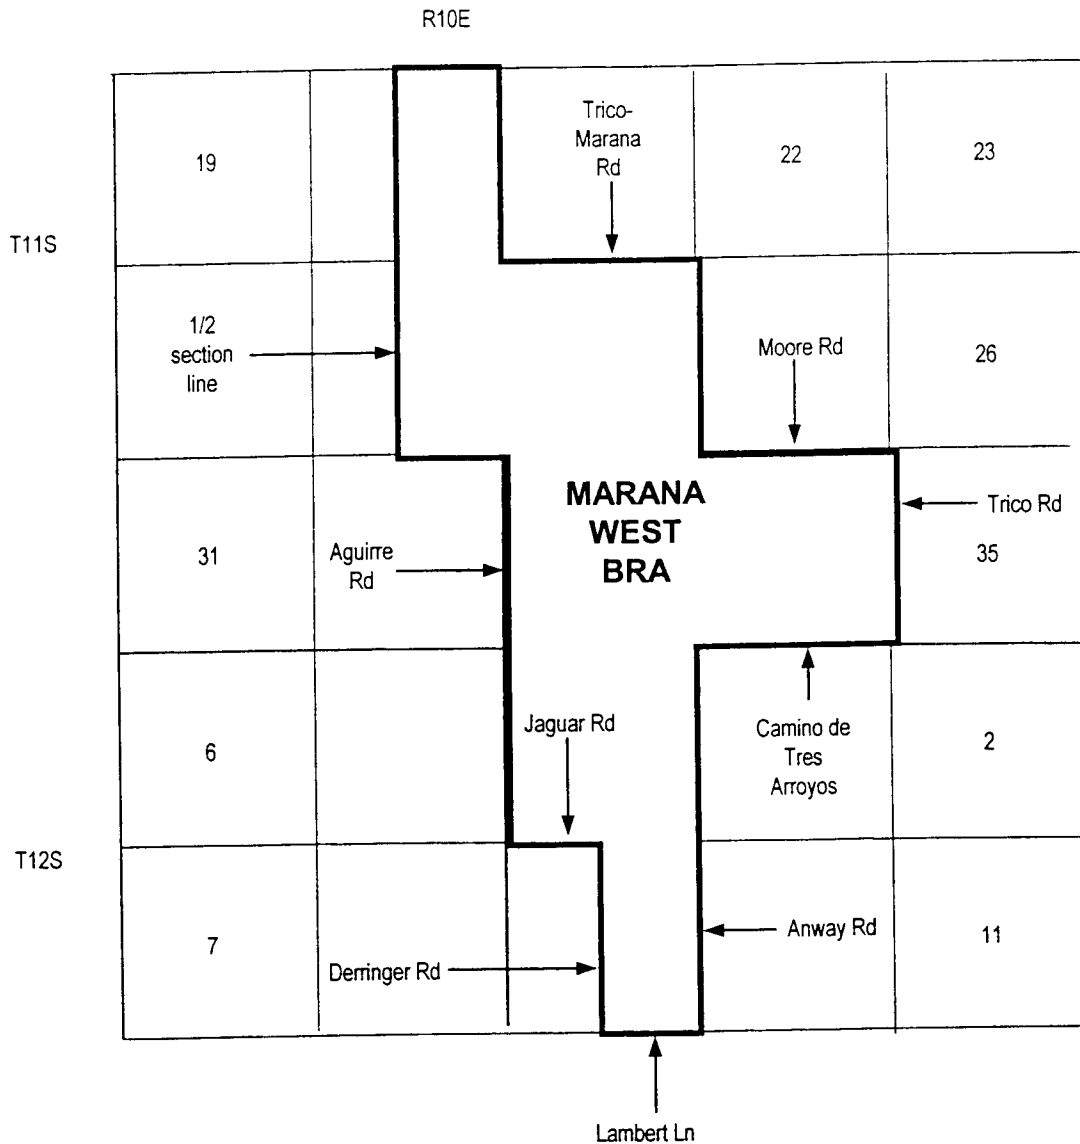 R10E
Trico-
Marana
Rd
19
22
23
T11S
1/2
section
line
Moore Rd
26
MARANA
WEST
BRA
Trico Rd
31
Aguirre
Rd
35
Jaguar Rd
Camino de
Tres
Arroyos
6
2
T12S
7
Derringer Rd
Anway Rd
11
Lambert Ln